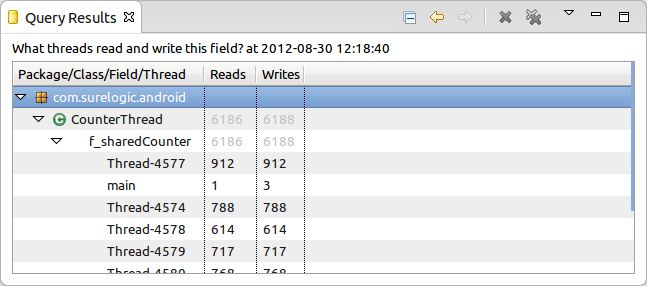 Query Results
What threads read and write this field? at 2012-08-30 12:18:40
Package/Class/Field/Thread Reads Writes
com.surelogic.android
CounterThread 6186 6188
f_sharedCounter 6186 6188
Thread-4577 912 912
main 1 3
Thread-4574 788 788
Thread-4578 614 614
Thread-4579 717 717
Thread-4580 768 768